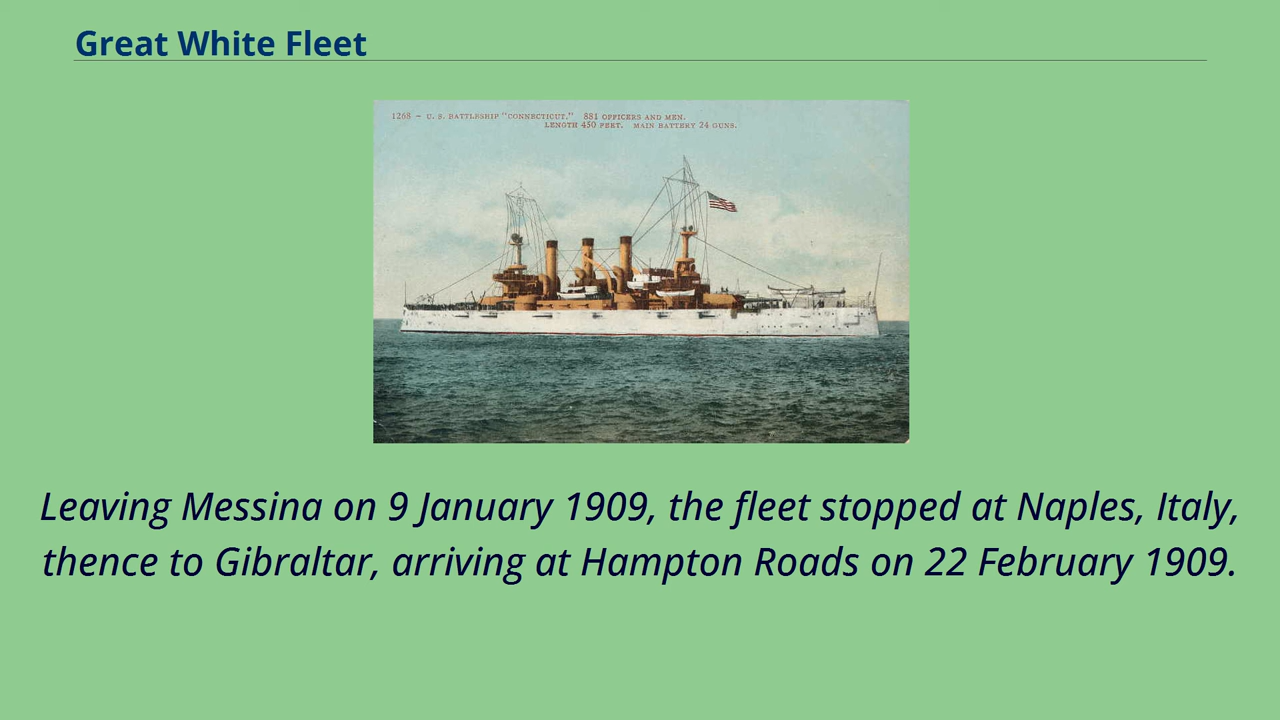 Great White Fleet
1268 – U. S. BATTLESHIP "CONNECTICUT." 881 OFFICERS AND MEN.
LENGTH 450 FEET. MAIN BATTERY 24 GUNS.
Leaving Messina on 9 January 1909, the fleet stopped at Naples, Italy,
thence to Gibraltar, arriving at Hampton Roads on 22 February 1909.